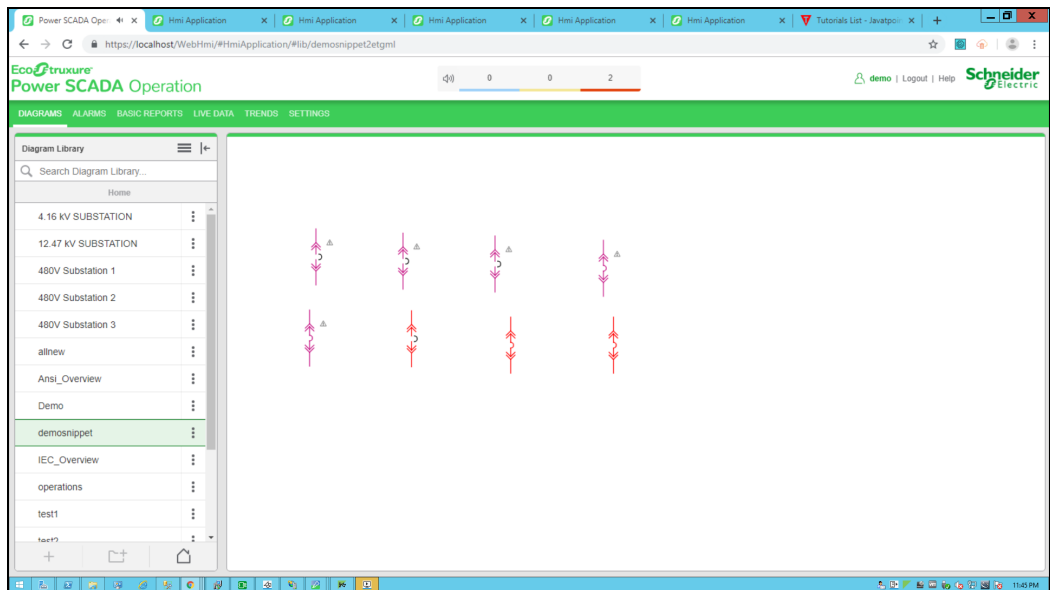 Power SCADA Oper
Hmi Application
Hmi Application
Hmi Application
Hmi Application
Hmi Application
Tutorials List - Javatpoi
https://localhost/WebHmi/#HmiApplication/#lib/demosnippet2etgml
EcoStruxure
Power SCADA Operation
0 0 2
demo | Logout | Help
Schneider
Electric
DIAGRAMS ALARMS BASIC REPORTS LIVE DATA TRENDS SETTINGS
Diagram Library
Search Diagram Library...
Home
4.16 kV SUBSTATION
12.47 kV SUBSTATION
480V Substation 1
480V Substation 2
480V Substation 3
allnew
Ansi_Overview
Demo
demosnippet
IEC_Overview
operations
test1
test2
11:45 PM